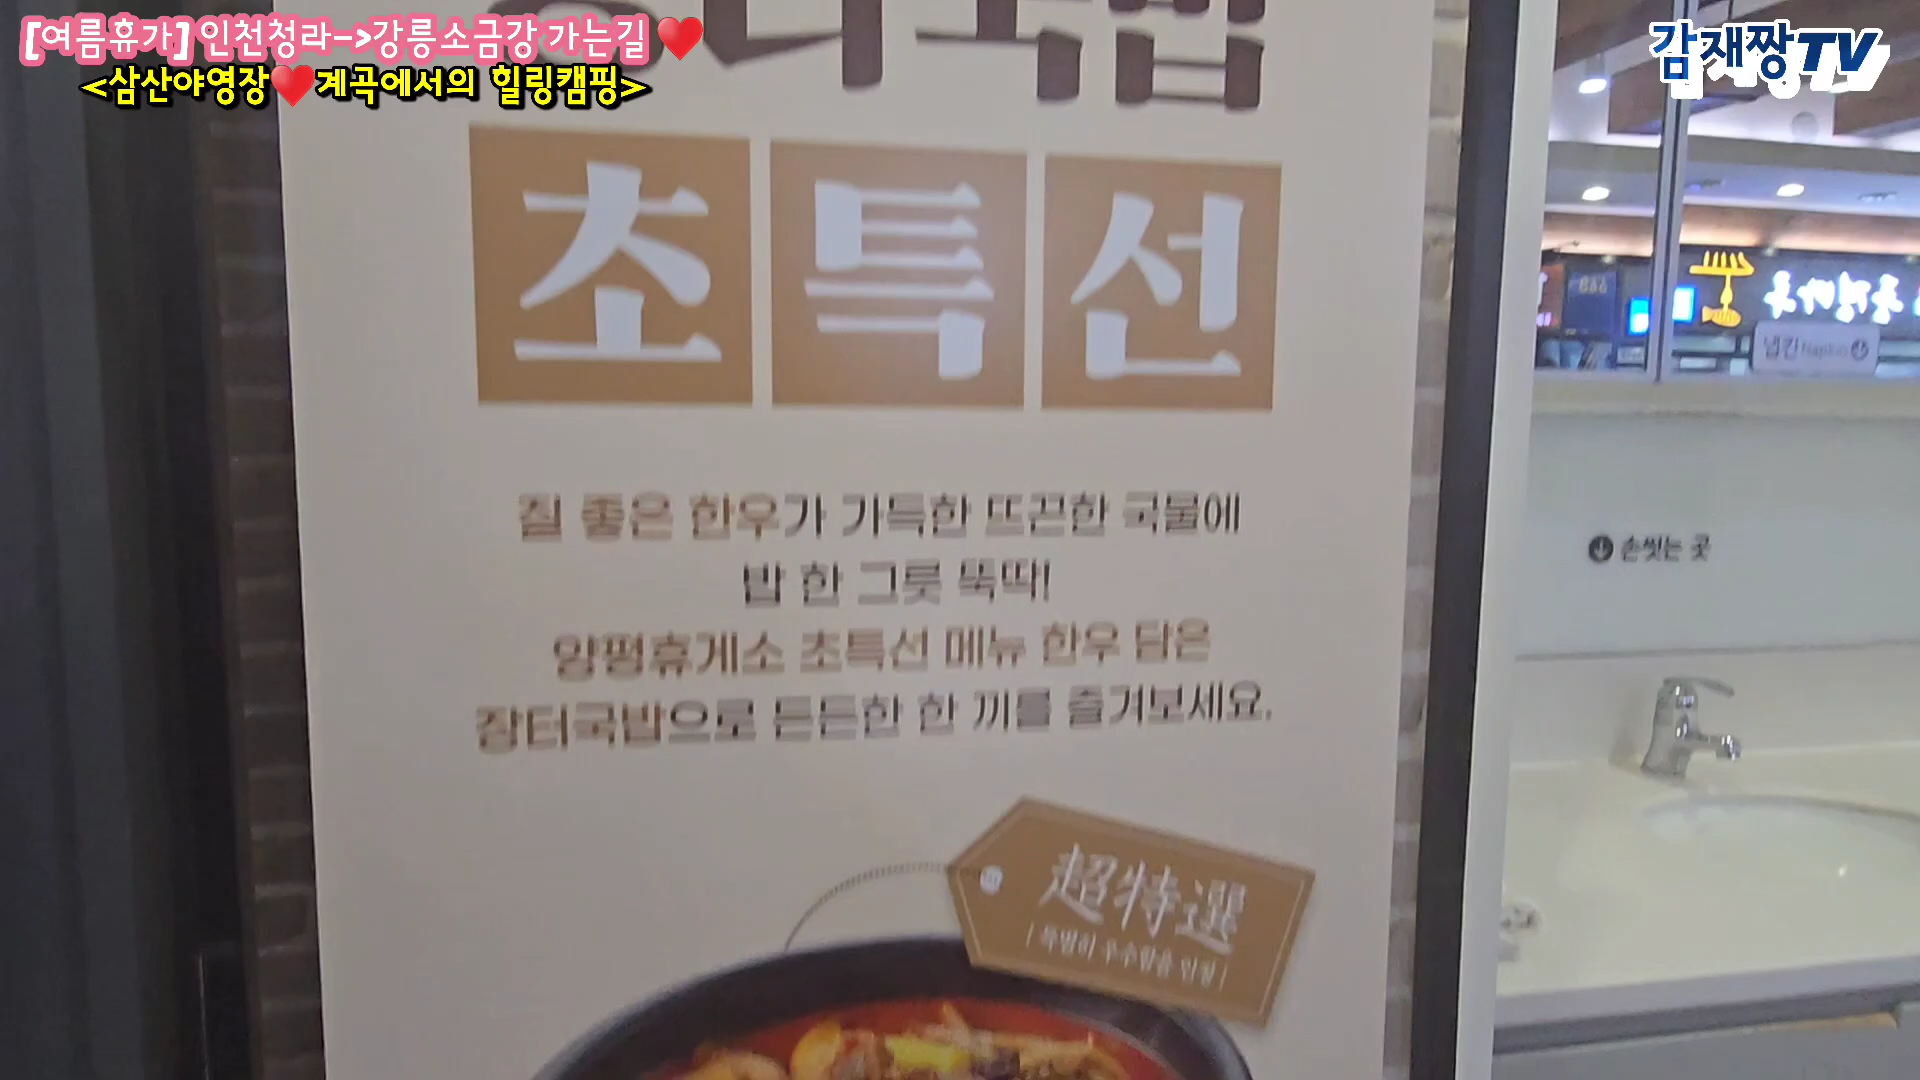 [여름휴가] 인천청라->강릉소금강 가는길
<삼산야영장 계곡에서의 힐링캠핑>
감재짱TV
초특선
질 좋은 한우가 가득한 뜨끈한 국물에
밥 한 그릇 뚝딱!
양평휴게소 초특선 메뉴 한우 담은
장터국밥으로 든든한 한 끼를 즐겨보세요.
超特選
특별히 우수함을 인정
냅킨 Napkin
손씻는 곳